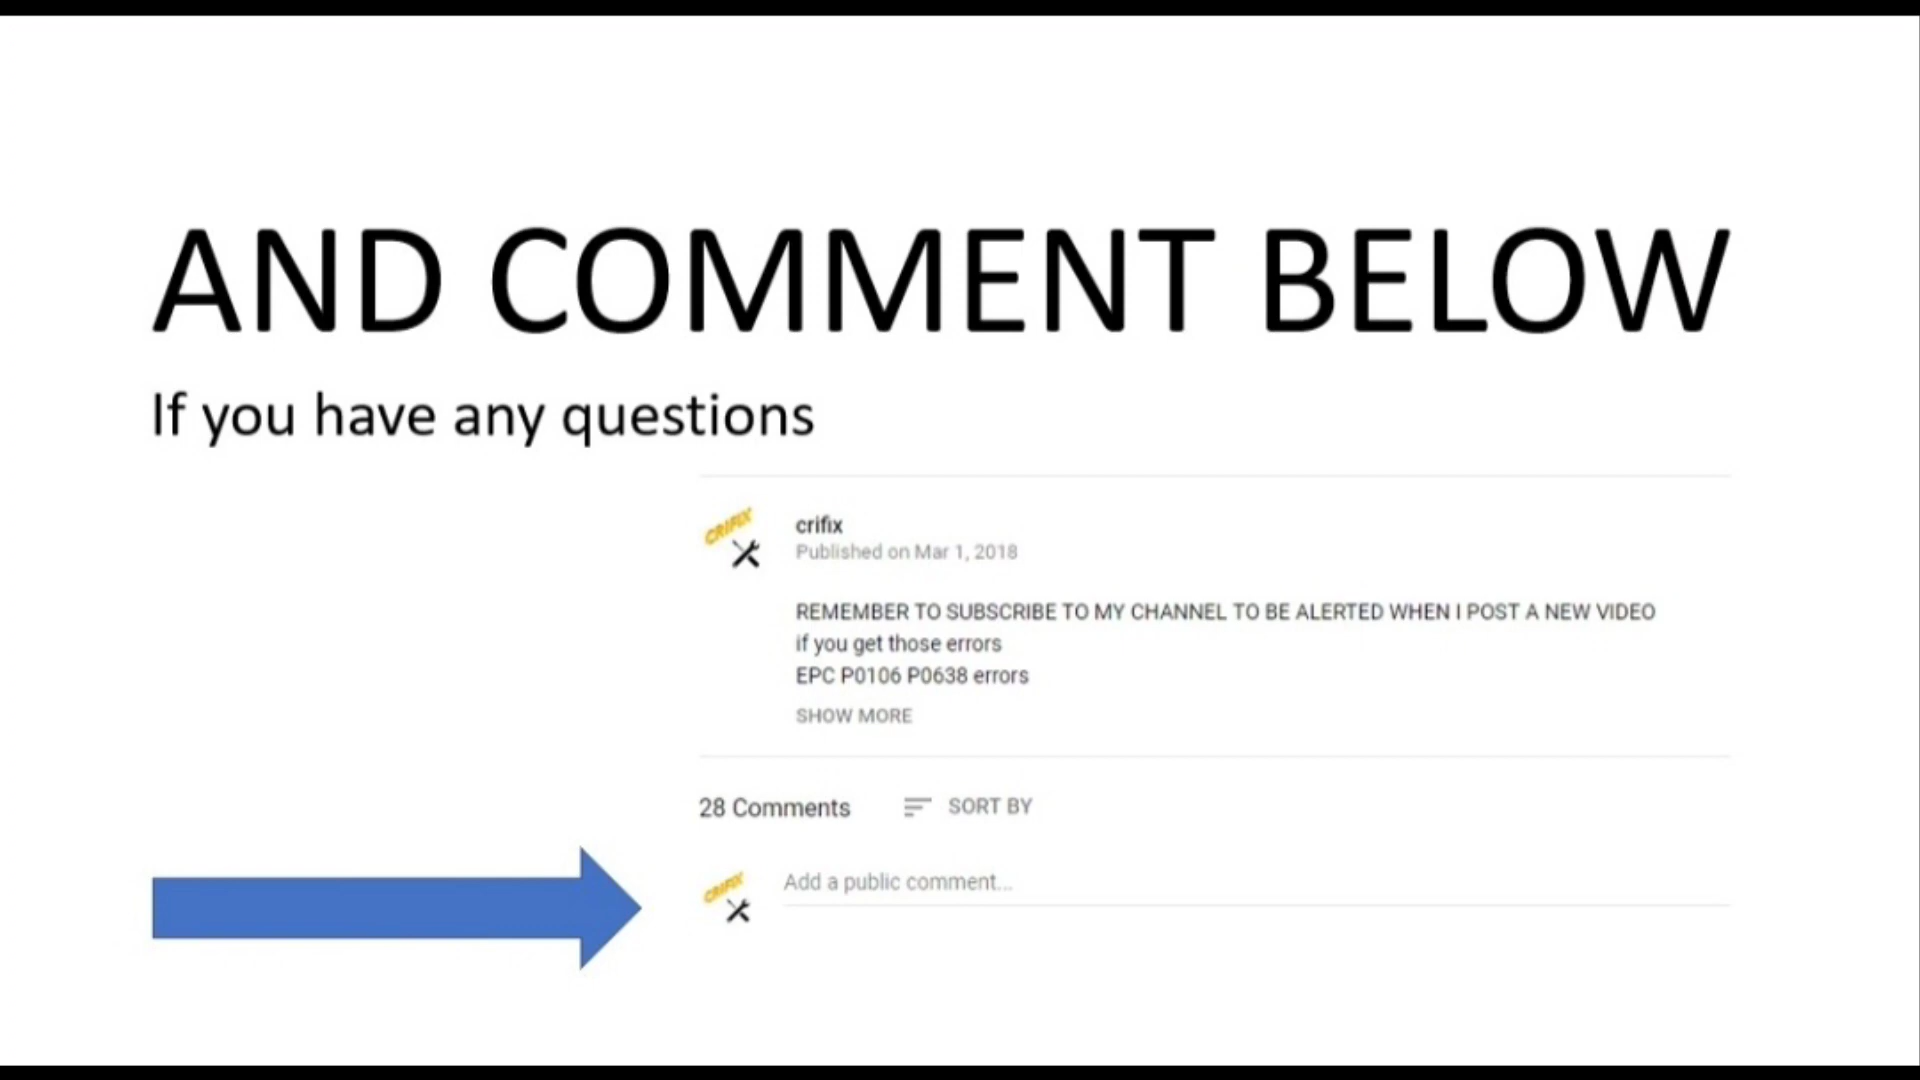 AND COMMENT BELOW
If you have any questions
CRIFIX
crifix
Published on Mar 1, 2018
REMEMBER TO SUBSCRIBE TO MY CHANNEL TO BE ALERTED WHEN I POST A NEW VIDEO
if you get those errors
EPC P0106 P0638 errors
SHOW MORE
28 Comments SORT BY
CRIFIX
Add a public comment...